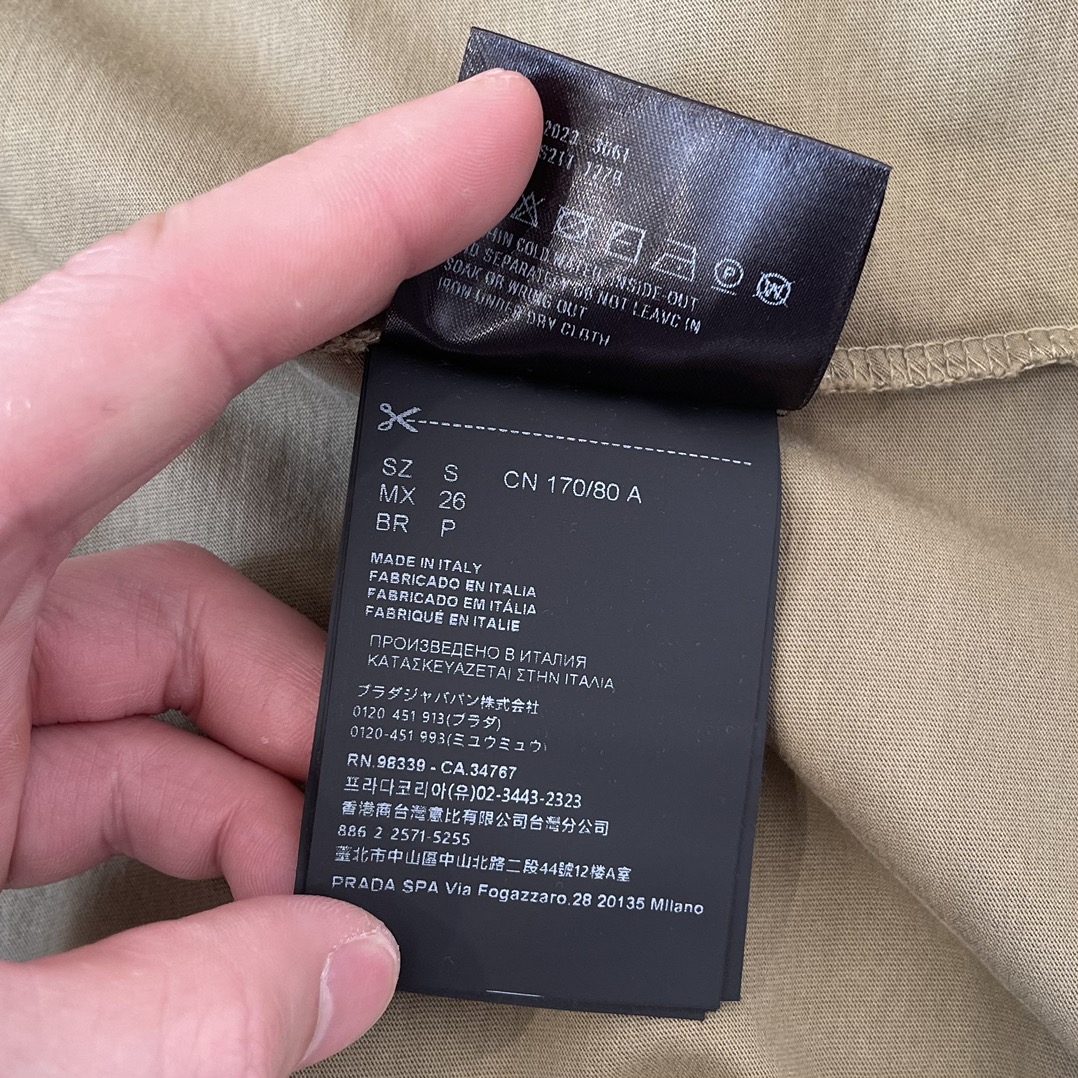 3061
HIN COLD WATER INSIDE OUT
SEPARATE DO NOT LEAVE IN
SOAK OR WRING OUT
IRON UNDER DRY CLOTH
SZ S CN 170/80 A
MX 26
BR P
MADE IN ITALY
FABRICADO EN ITALIA
FABRICADO EM ITÁLIA
FABRIQUÉ EN ITALIE
ПРОИЗВЕДЕНО В ИТАЛИЯ
ΚΑΤΑΣΚΕΥΑΖΕΤΑΙ ΣΤΗΝ ΙΤΑΛΙΑ
プラダジャパパン株式会社
0120 451 913(プラダ)
0120-451 993(ミュウミュウ)
RN.98339 - CA.34767
프라다코리아(유)02-3443-2323
香港商台灣意比有限公司台灣分公司
886 2 2571-5255
臺北市中山區中山北路二段44號12楼A室
PRADA SPA Via Fogazzaro.28 20135 Milano